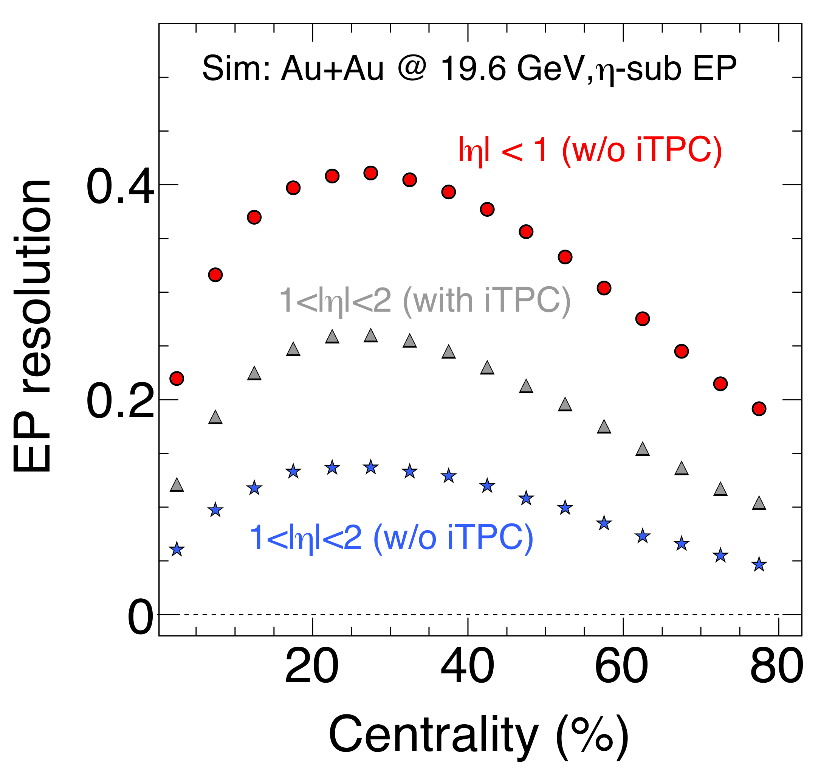 Sim: Au+Au @ 19.6 GeV,η-sub EP
|η| < 1 (w/o iTPC)
0.4
1<|η|<2 (with iTPC)
0.2
1<|η|<2 (w/o iTPC)
0
EP resolution
20 40 60 80
Centrality (%)